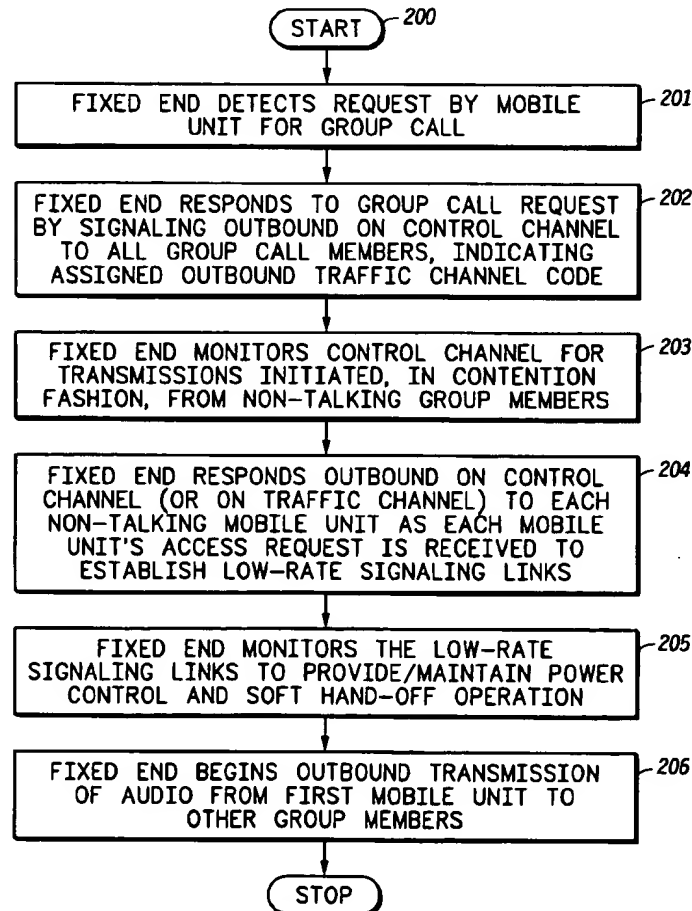 START
200
FIXED END DETECTS REQUEST BY MOBILE
UNIT FOR GROUP CALL
201
FIXED END RESPONDS TO GROUP CALL REQUEST
BY SIGNALING OUTBOUND ON CONTROL CHANNEL
TO ALL GROUP CALL MEMBERS, INDICATING
ASSIGNED OUTBOUND TRAFFIC CHANNEL CODE
202
FIXED END MONITORS CONTROL CHANNEL FOR
TRANSMISSIONS INITIATED, IN CONTENTION
FASHION, FROM NON-TALKING GROUP MEMBERS
203
FIXED END RESPONDS OUTBOUND ON CONTROL
CHANNEL (OR ON TRAFFIC CHANNEL) TO EACH
NON-TALKING MOBILE UNIT AS EACH MOBILE
UNIT'S ACCESS REQUEST IS RECEIVED TO
ESTABLISH LOW-RATE SIGNALING LINKS
204
FIXED END MONITORS THE LOW-RATE
SIGNALING LINKS TO PROVIDE/MAINTAIN POWER
CONTROL AND SOFT HAND-OFF OPERATION
205
FIXED END BEGINS OUTBOUND TRANSMISSION
OF AUDIO FROM FIRST MOBILE UNIT TO
OTHER GROUP MEMBERS
206
STOP